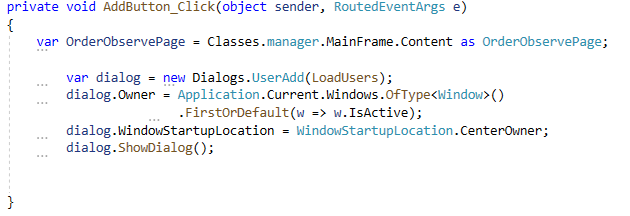 private void AddButton_Click(object sender, RoutedEventArgs e)
{
var OrderObservePage = Classes.manager.MainFrame.Content as OrderObservePage;
var dialog = new Dialogs.UserAdd(LoadUsers);
dialog.Owner = Application.Current.Windows.OfType<Window>()
.FirstOrDefault(w => w.IsActive);
dialog.WindowStartupLocation = WindowStartupLocation.CenterOwner;
dialog.ShowDialog();
}